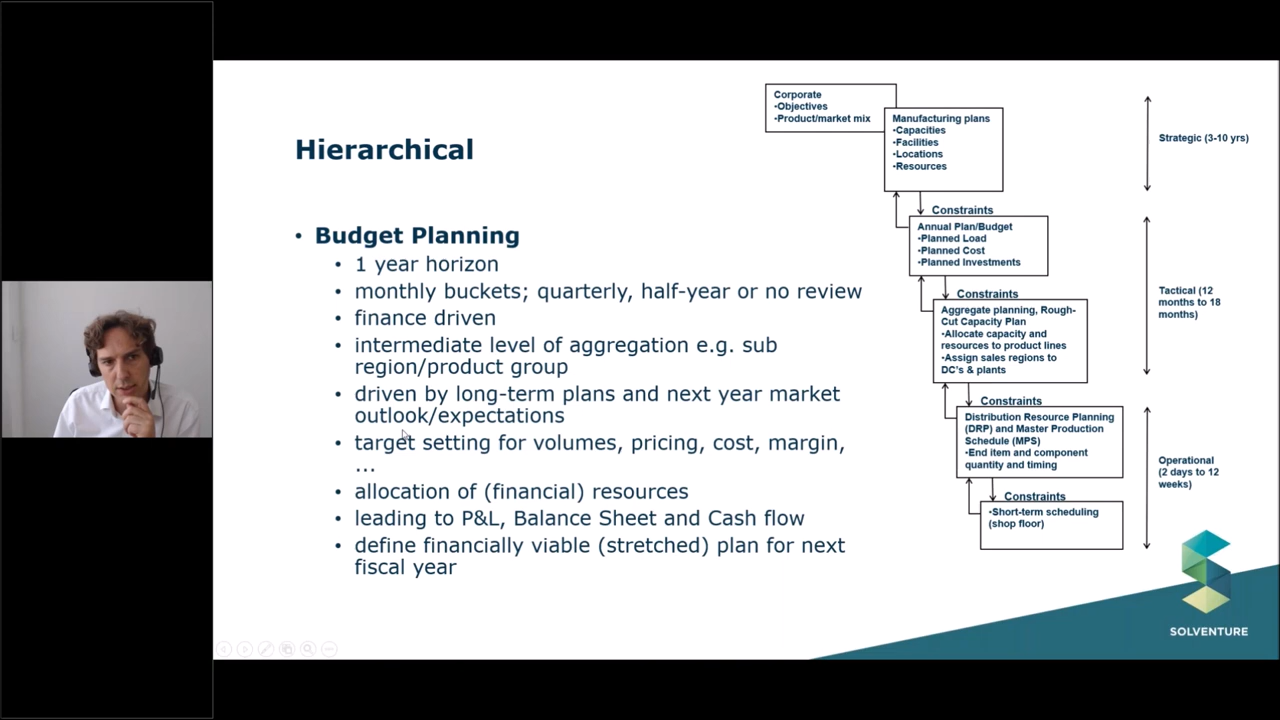 Hierarchical
• Budget Planning
• 1 year horizon
• monthly buckets; quarterly, half-year or no review
• finance driven
• intermediate level of aggregation e.g. sub
region/product group
• driven by long-term plans and next year market
outlook/expectations
• target setting for volumes, pricing, cost, margin,
...
• allocation of (financial) resources
• leading to P&L, Balance Sheet and Cash flow
• define financially viable (stretched) plan for next
fiscal year
Corporate
•Objectives
•Product/market mix
Manufacturing plans
•Capacities
•Facilities
•Locations
•Resources
Strategic (3-10 yrs)
Constraints
Annual Plan/Budget
•Planned Load
•Planned Cost
•Planned Investments
Constraints
Aggregate planning, Rough-
Cut Capacity Plan
•Allocate capacity and
resources to product lines
•Assign sales regions to
DC's & plants
Tactical (12
months to 18
months)
Constraints
Distribution Resource Planning
(DRP) and Master Production
Schedule (MPS)
•End item and component
quantity and timing
Constraints
•Short-term scheduling
(shop floor)
Operational
(2 days to 12
weeks)
SOLVENTURE